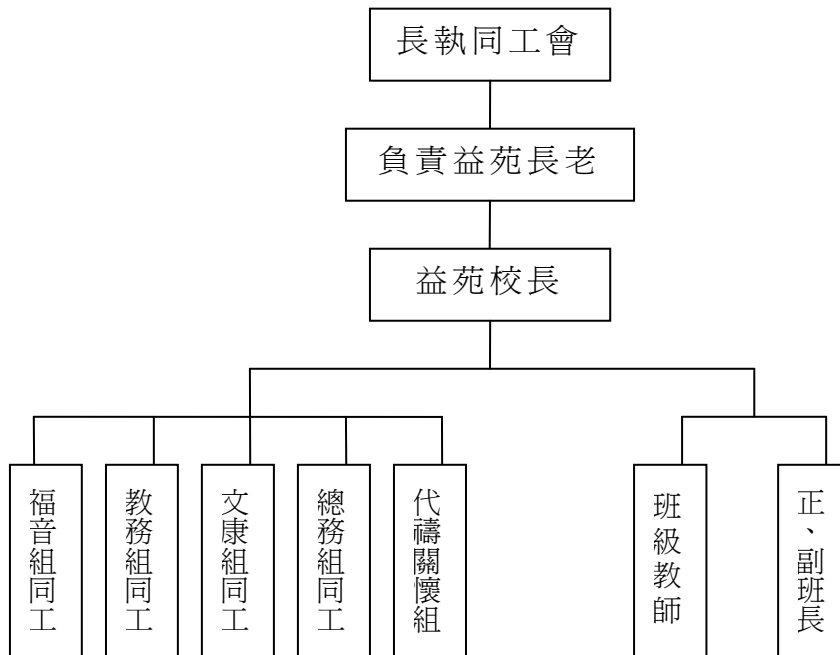 長執同工會
負責益苑長老
益苑校長
福音組同工
教務組同工
文康組同工
總務組同工
代禱關懷組
班級教師
正、副班長